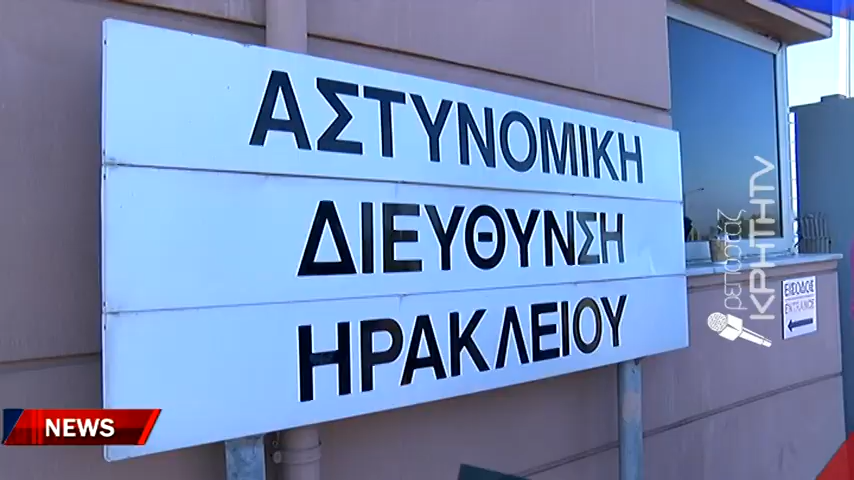 ΑΣΤΥΝΟΜΙΚΗ
ΔΙΕΥΘΥΝΣΗ
ΗΡΑΚΛΕΙΟΥ
ρεπορτάζ
ΚΡΗΤΗTV
ΕΙΣΟΔΟΣ
ENTRANCE
NEWS